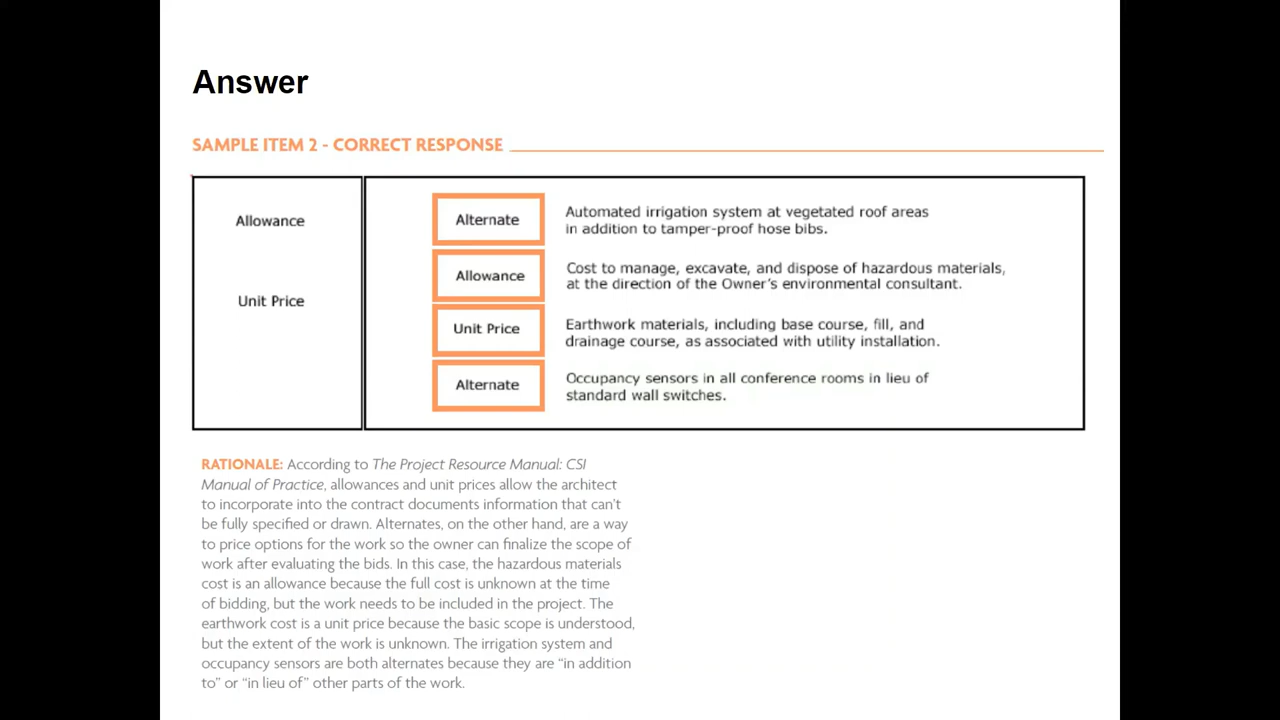 Answer
SAMPLE ITEM 2 - CORRECT RESPONSE
Allowance
Unit Price
Alternate
Automated irrigation system at vegetated roof areas
in addition to tamper-proof hose bibs.
Allowance
Cost to manage, excavate, and dispose of hazardous materials,
at the direction of the Owner's environmental consultant.
Unit Price
Earthwork materials, including base course, fill, and
drainage course, as associated with utility installation.
Alternate
Occupancy sensors in all conference rooms in lieu of
standard wall switches.
RATIONALE: According to The Project Resource Manual: CSI
Manual of Practice, allowances and unit prices allow the architect
to incorporate into the contract documents information that can't
be fully specified or drawn. Alternates, on the other hand, are a way
to price options for the work so the owner can finalize the scope of
work after evaluating the bids. In this case, the hazardous materials
cost is an allowance because the full cost is unknown at the time
of bidding, but the work needs to be included in the project. The
earthwork cost is a unit price because the basic scope is understood,
but the extent of the work is unknown. The irrigation system and
occupancy sensors are both alternates because they are “in addition
to” or “in lieu of” other parts of the work.